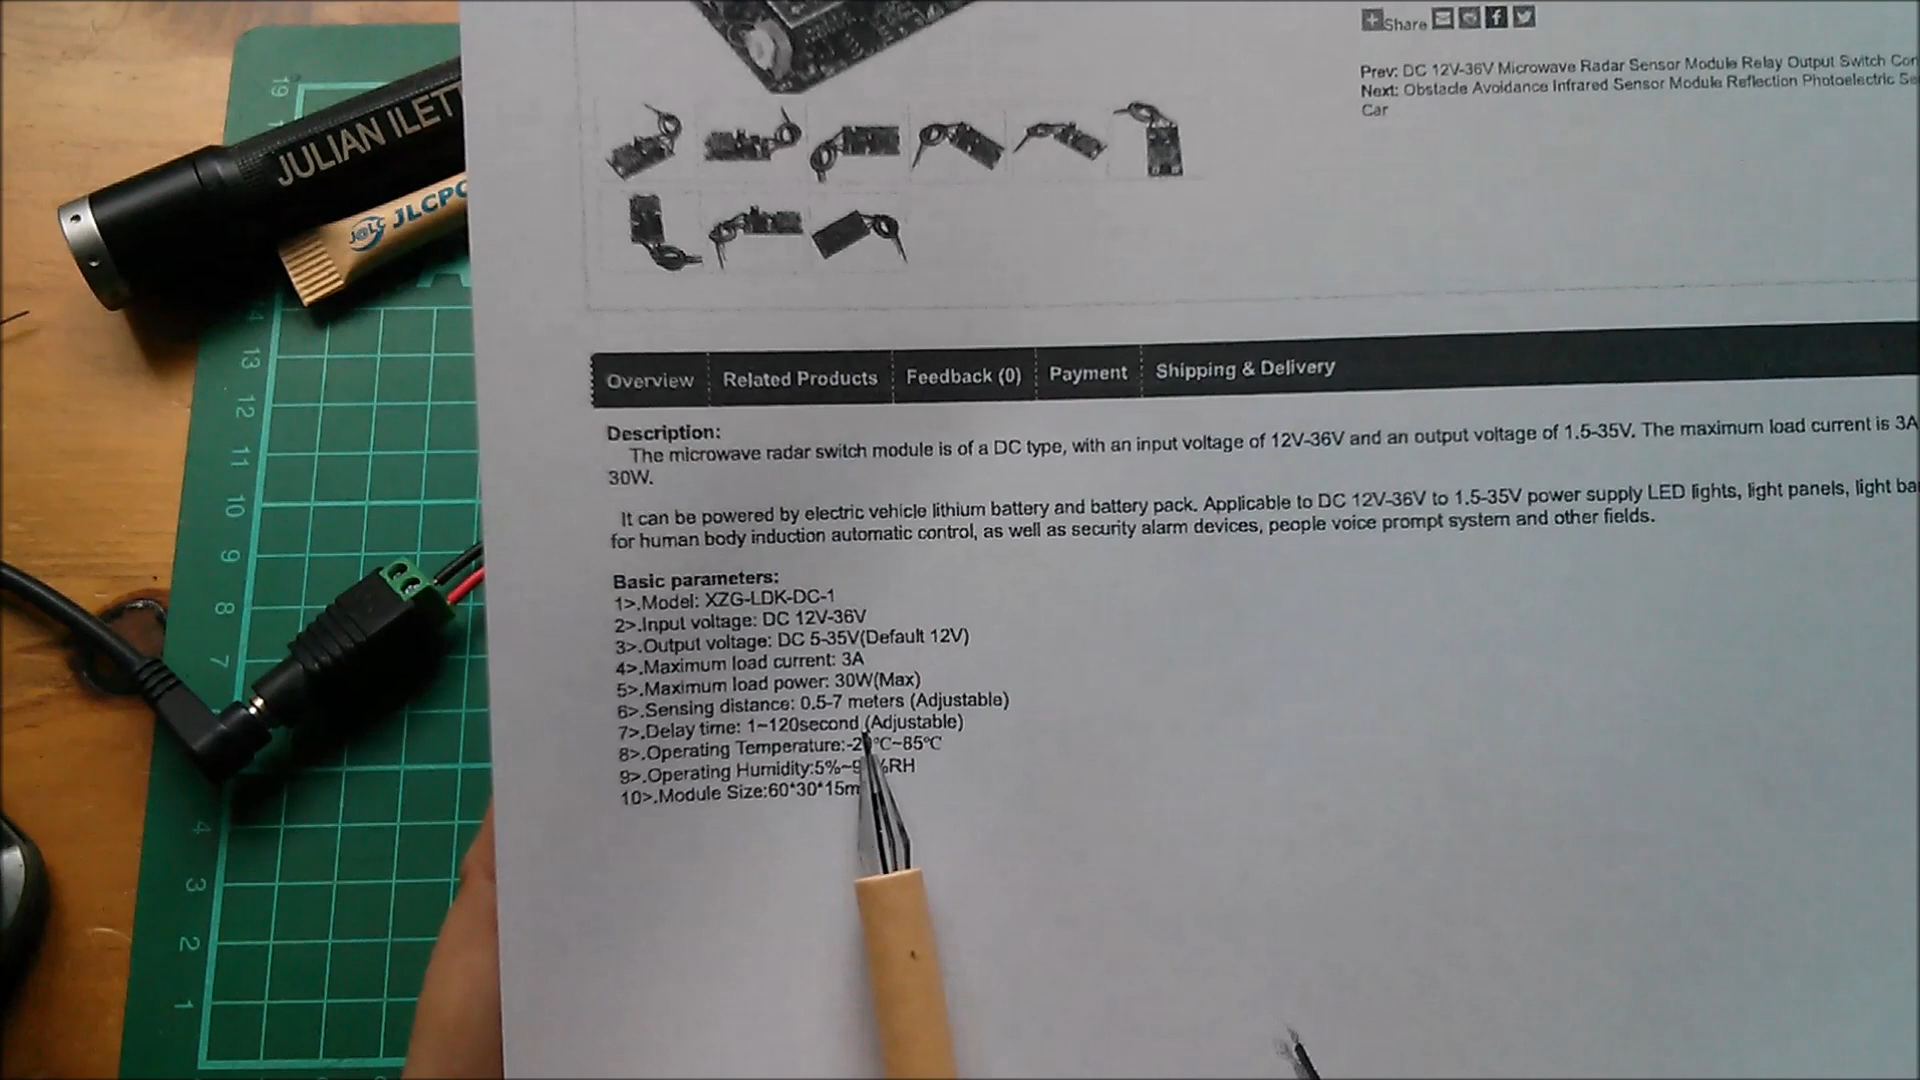 JULIAN ILETT
J@LC JLCPC
19
14
13
12
11
10
9
8
7
4
3
2
1
Share
Prev: DC 12V-36V Microwave Radar Sensor Module Relay Output Switch Con
Next: Obstacle Avoidance Infrared Sensor Module Reflection Photoelectric Se
Car
Overview Related Products Feedback (0) Payment Shipping & Delivery
Description:
The microwave radar switch module is of a DC type, with an input voltage of 12V-36V and an output voltage of 1.5-35V. The maximum load current is 3A
30W.
It can be powered by electric vehicle lithium battery and battery pack. Applicable to DC 12V-36V to 1.5-35V power supply LED lights, light panels, light ba
for human body induction automatic control, as well as security alarm devices, people voice prompt system and other fields.
Basic parameters:
1>.Model: XZG-LDK-DC-1
2>.Input voltage: DC 12V-36V
3>.Output voltage: DC 5-35V(Default 12V)
4>.Maximum load current: 3A
5>.Maximum load power: 30W(Max)
6>.Sensing distance: 0.5-7 meters (Adjustable)
7>.Delay time: 1~120second (Adjustable)
8>.Operating Temperature:-2 ℃~85℃
9>.Operating Humidity:5%~9 %RH
10>.Module Size:60*30*15m